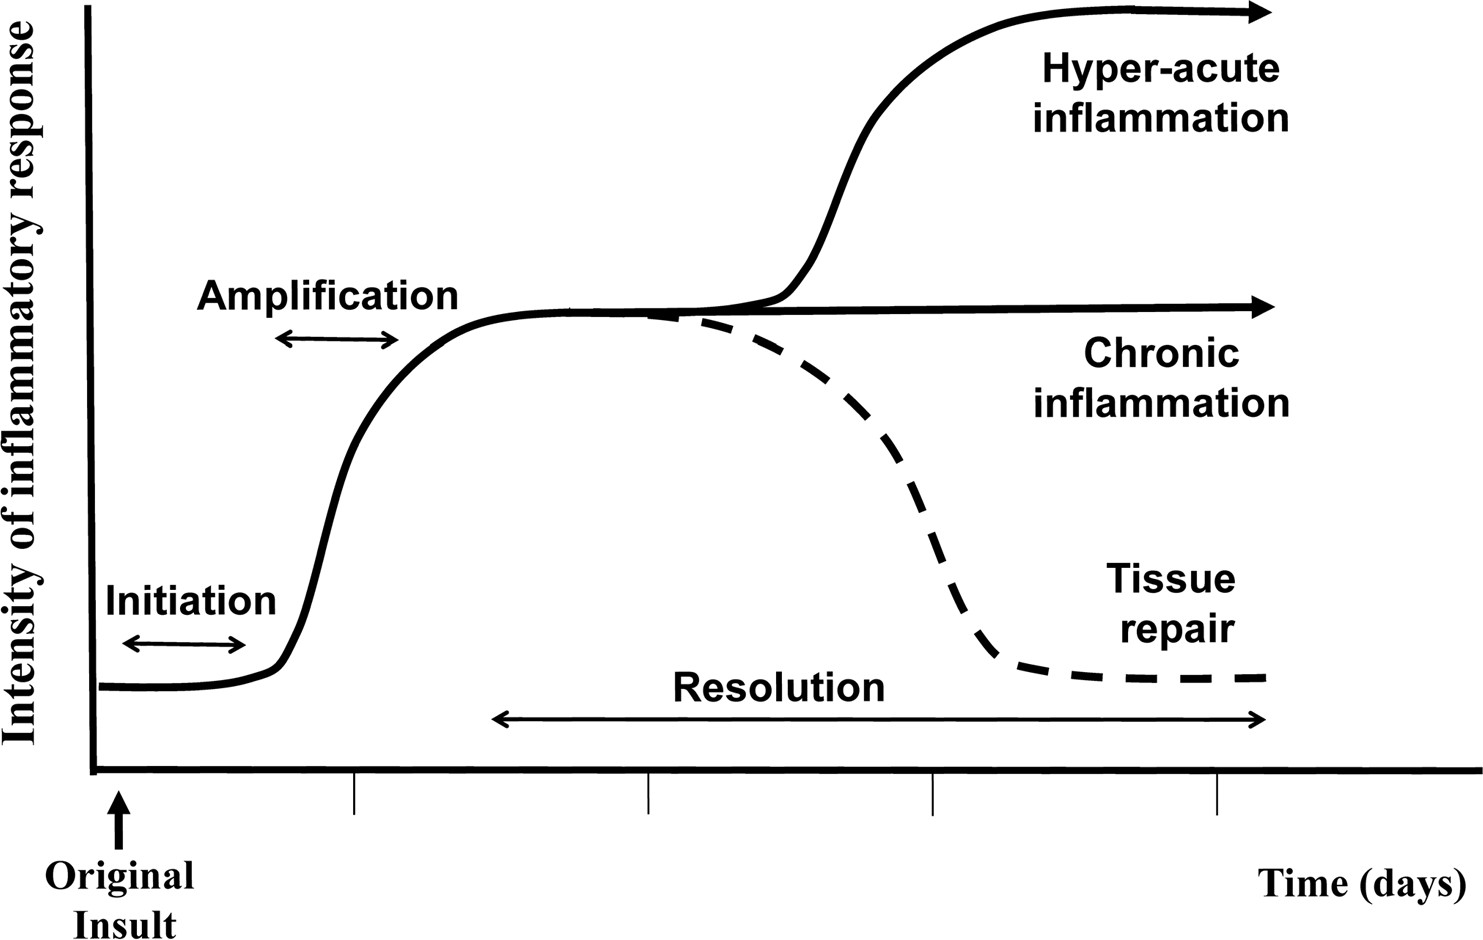 Intensity of inflammatory response
Hyper-acute
inflammation
Amplification
Chronic
inflammation
Initiation
Tissue
repair
Resolution
Original
Insult
Time (days)